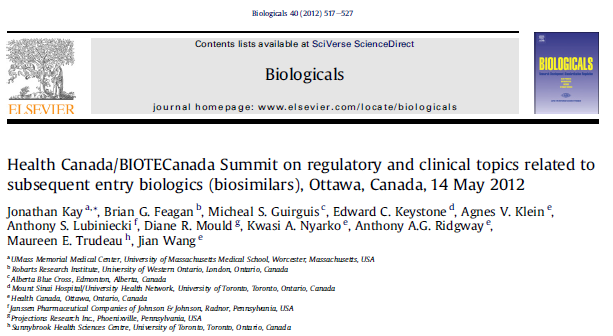 Biologicals 40 (2012) 517–527
Contents lists available at SciVerse ScienceDirect
Biologicals
journal homepage: www.elsevier.com/locate/biologicals
ELSEVIER
BIOLOGICALS
Health Canada/BIOTECanada Summit on regulatory and clinical topics related to
subsequent entry biologics (biosimilars), Ottawa, Canada, 14 May 2012
Jonathan Kay a,*, Brian G. Feagan b, Micheal S. Guirguis c, Edward C. Keystone d, Agnes V. Klein e,
Anthony S. Lubiniecki f, Diane R. Mould g, Kwasi A. Nyarko e, Anthony A.G. Ridgway e,
Maureen E. Trudeau h, Jian Wang e
a UMass Memorial Medical Center, University of Massachusetts Medical School, Worcester, Massachusetts, USA
b Robarts Research Institute, University of Western Ontario, London, Ontario, Canada
c Alberta Blue Cross, Edmonton, Alberta, Canada
d Mount Sinai Hospital/University Health Network, University of Toronto, Toronto, Ontario, Canada
e Health Canada, Ottawa, Ontario, Canada
f Janssen Pharmaceutical Companies of Johnson & Johnson, Radnor, Pennsylvania, USA
g Projections Research Inc., Phoenixville, Pennsylvania, USA
h Sunnybrook Health Sciences Centre, University of Toronto, Toronto, Ontario, Canada